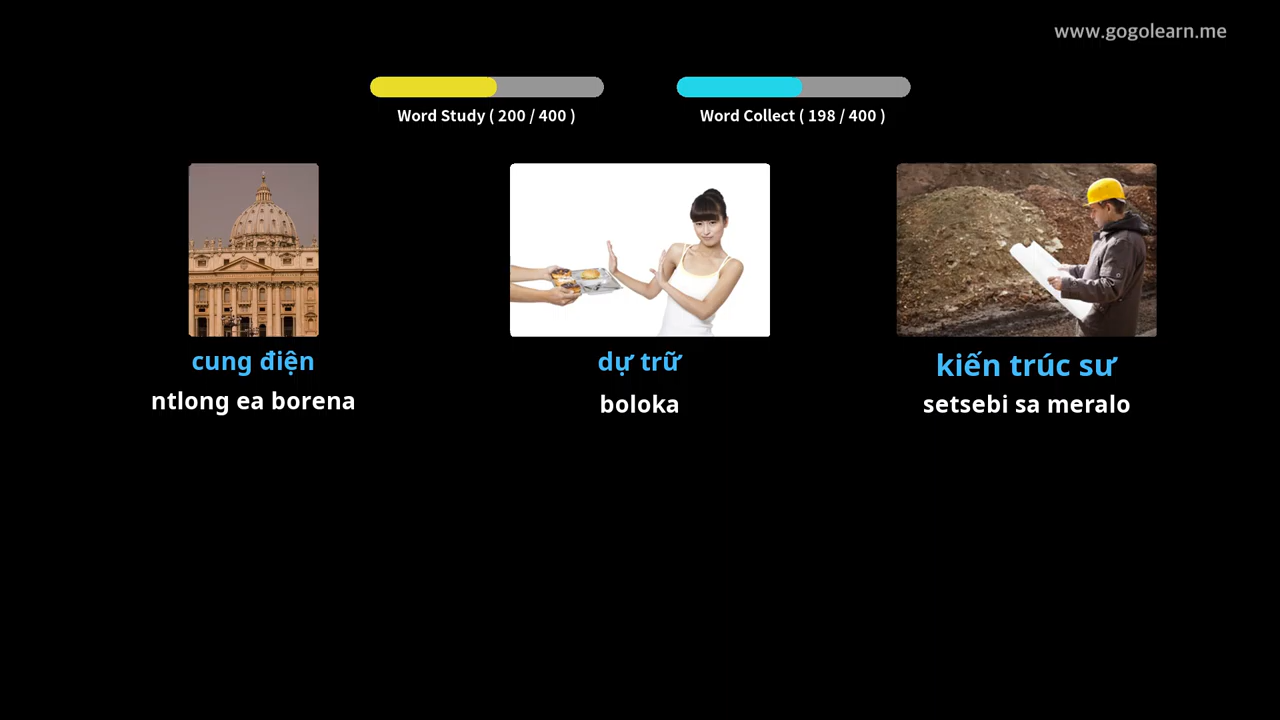 www.gogolearn.me
Word Study ( 200 / 400 )
Word Collect ( 198 / 400 )
cung điện
ntlong ea borena
dự trữ
boloka
kiến trúc sư
setsebi sa meralo